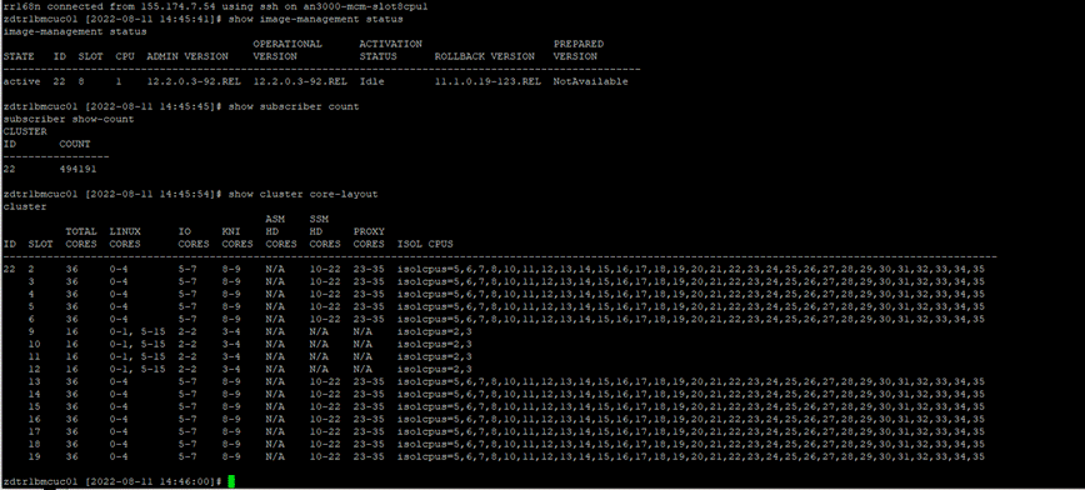 rr168n connected from 155.174.7.54 using ssh on an3000-mcm-slot8cpu1
zdtrlbmcuc01 [2022-08-11 14:45:41]# show image-management status
image-management status
OPERATIONAL ACTIVATION PREPARED
STATE ID SLOT CPU ADMIN VERSION VERSION STATUS ROLLBACK VERSION VERSION
active 22 8 1 12.2.0.3-92.REL 12.2.0.3-92.REL Idle 11.1.0.19-123.REL NotAvailable
zdtrlbmcuc01 [2022-08-11 14:45:45]# show subscriber count
subscriber show-count
CLUSTER
ID COUNT
22 494191
zdtrlbmcuc01 [2022-08-11 14:45:54]# show cluster core-layout
cluster
ASM SSM
TOTAL LINUX IO KNI HD HD PROXY
ID SLOT CORES CORES CORES CORES CORES CORES CORES ISOL CPUS
22 2 36 0-4 5-7 8-9 N/A 10-22 23-35 isolcpus=5,6,7,8,10,11,12,13,14,15,16,17,18,19,20,21,22,23,24,25,26,27,28,29,30,31,32,33,34,35
3 36 0-4 5-7 8-9 N/A 10-22 23-35 isolcpus=5,6,7,8,10,11,12,13,14,15,16,17,18,19,20,21,22,23,24,25,26,27,28,29,30,31,32,33,34,35
4 36 0-4 5-7 8-9 N/A 10-22 23-35 isolcpus=5,6,7,8,10,11,12,13,14,15,16,17,18,19,20,21,22,23,24,25,26,27,28,29,30,31,32,33,34,35
5 36 0-4 5-7 8-9 N/A 10-22 23-35 isolcpus=5,6,7,8,10,11,12,13,14,15,16,17,18,19,20,21,22,23,24,25,26,27,28,29,30,31,32,33,34,35
6 36 0-4 5-7 8-9 N/A 10-22 23-35 isolcpus=5,6,7,8,10,11,12,13,14,15,16,17,18,19,20,21,22,23,24,25,26,27,28,29,30,31,32,33,34,35
9 16 0-1, 5-15 2-2 3-4 N/A N/A N/A isolcpus=2,3
10 16 0-1, 5-15 2-2 3-4 N/A N/A N/A isolcpus=2,3
11 16 0-1, 5-15 2-2 3-4 N/A N/A N/A isolcpus=2,3
12 16 0-1, 5-15 2-2 3-4 N/A N/A N/A isolcpus=2,3
13 36 0-4 5-7 8-9 N/A 10-22 23-35 isolcpus=5,6,7,8,10,11,12,13,14,15,16,17,18,19,20,21,22,23,24,25,26,27,28,29,30,31,32,33,34,35
14 36 0-4 5-7 8-9 N/A 10-22 23-35 isolcpus=5,6,7,8,10,11,12,13,14,15,16,17,18,19,20,21,22,23,24,25,26,27,28,29,30,31,32,33,34,35
15 36 0-4 5-7 8-9 N/A 10-22 23-35 isolcpus=5,6,7,8,10,11,12,13,14,15,16,17,18,19,20,21,22,23,24,25,26,27,28,29,30,31,32,33,34,35
16 36 0-4 5-7 8-9 N/A 10-22 23-35 isolcpus=5,6,7,8,10,11,12,13,14,15,16,17,18,19,20,21,22,23,24,25,26,27,28,29,30,31,32,33,34,35
17 36 0-4 5-7 8-9 N/A 10-22 23-35 isolcpus=5,6,7,8,10,11,12,13,14,15,16,17,18,19,20,21,22,23,24,25,26,27,28,29,30,31,32,33,34,35
18 36 0-4 5-7 8-9 N/A 10-22 23-35 isolcpus=5,6,7,8,10,11,12,13,14,15,16,17,18,19,20,21,22,23,24,25,26,27,28,29,30,31,32,33,34,35
19 36 0-4 5-7 8-9 N/A 10-22 23-35 isolcpus=5,6,7,8,10,11,12,13,14,15,16,17,18,19,20,21,22,23,24,25,26,27,28,29,30,31,32,33,34,35
zdtrlbmcuc01 [2022-08-11 14:46:00]#